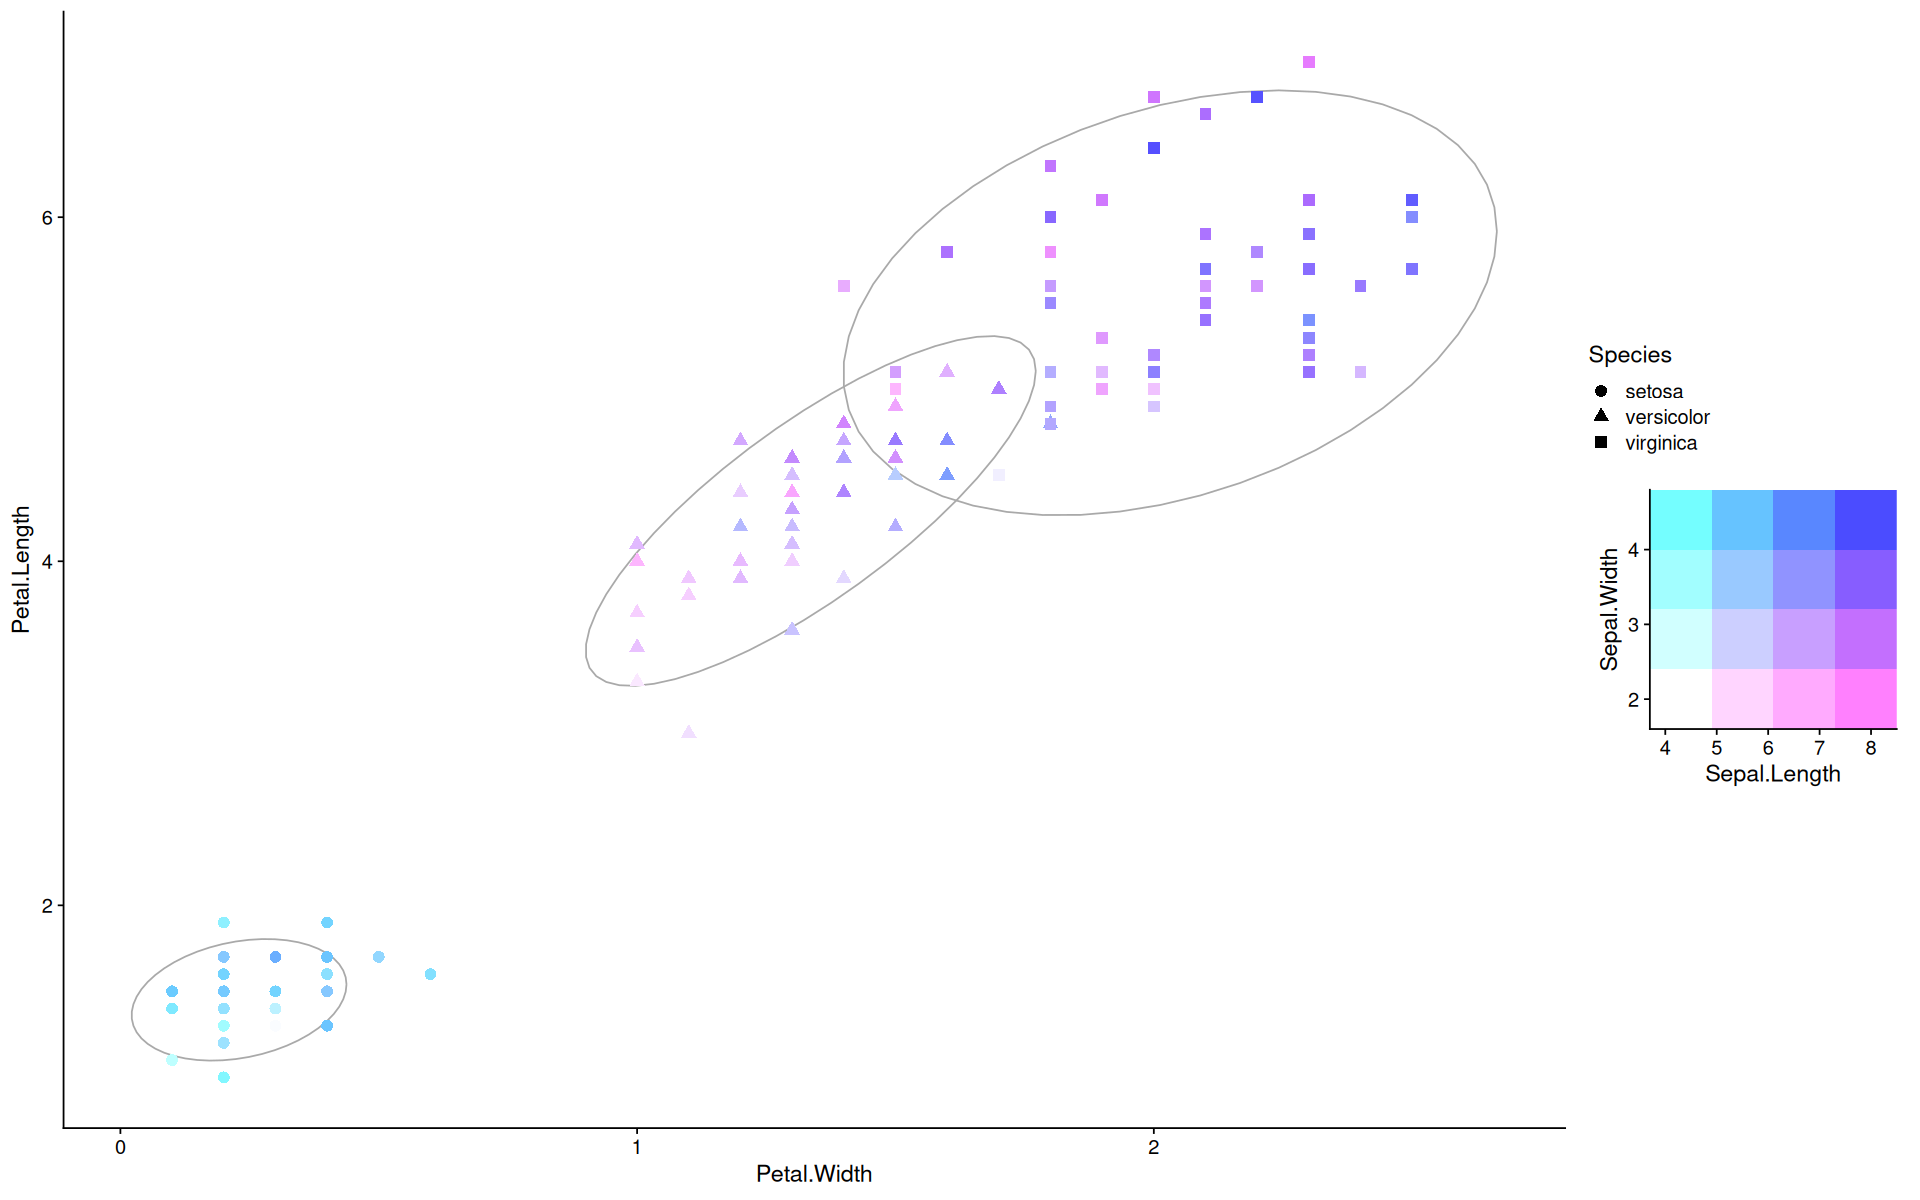 Petal.Length
6
4
2
0 1 2
Petal.Width
Species
setosa
versicolor
virginica
Sepal.Width
4
3
2
4 5 6 7 8
Sepal.Length